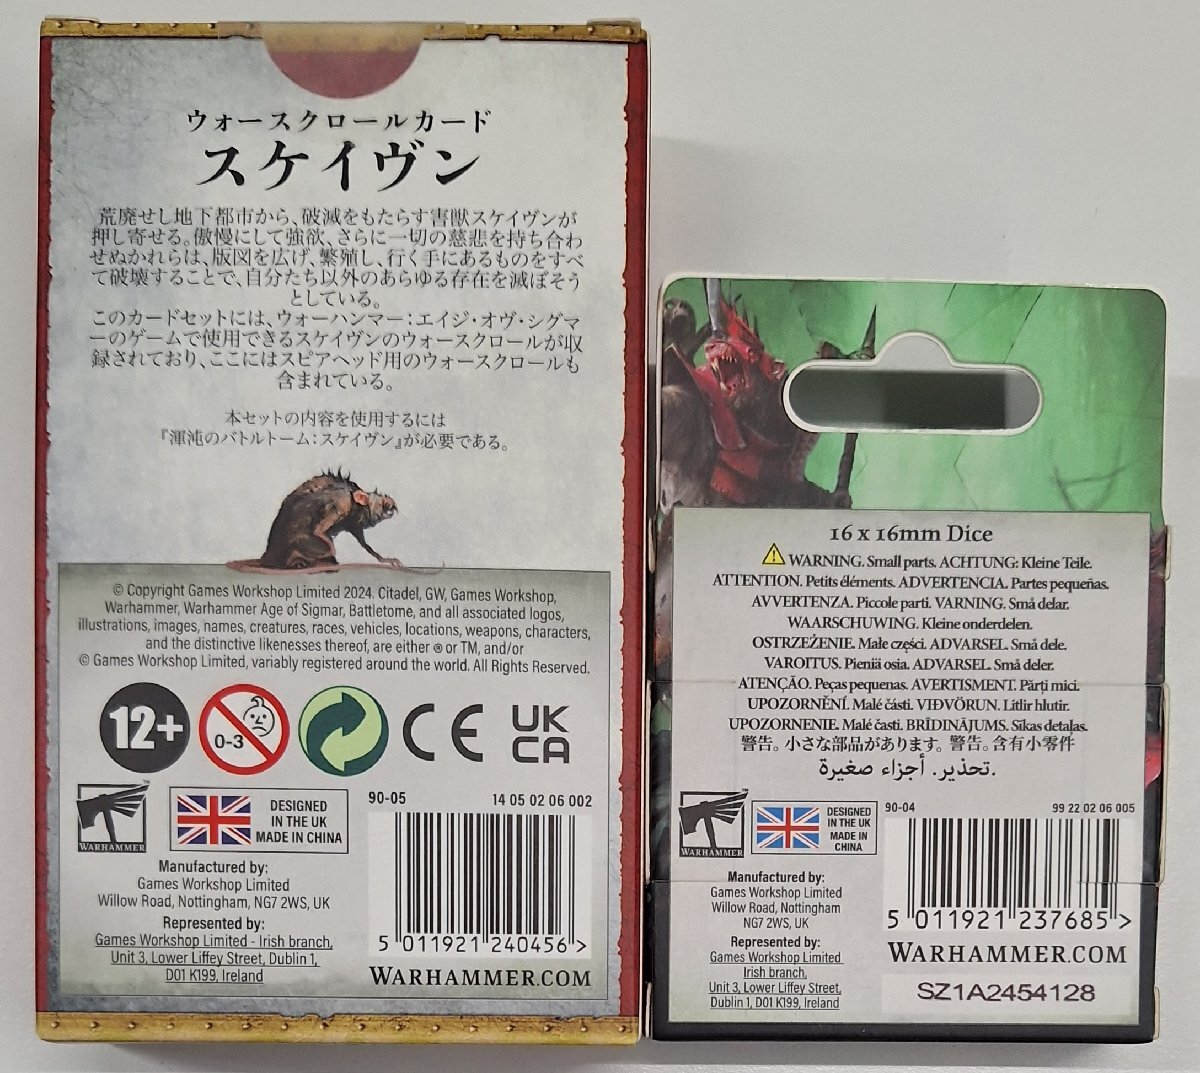 ウォースクロールカード
スケイヴン
荒廃せし地下都市から、破滅をもたらす害獣スケイヴンが
押し寄せる。傲慢にして強欲、さらに一切の慈悲を持ち合わ
せぬかれらは、版図を広げ、繁殖し、行く手にあるものをすべ
て破壊することで、自分たち以外のあらゆる存在を滅ぼそう
としている。
このカードセットには、ウォーハンマー：エイジ・オヴ・シグマ
ーのゲームで使用できるスケイヴンのウォースクロールが収
録されており、ここにはスピアヘッド用のウォースクロールも
含まれている。
本セットの内容を使用するには
『渾沌のバトルトーム：スケイヴン』が必要である。
© Copyright Games Workshop Limited 2024. Citadel, GW, Games Workshop,
Warhammer, Warhammer Age of Sigmar, Battletome, and all associated logos,
illustrations, images, names, creatures, races, vehicles, locations, weapons, characters,
and the distinctive likenesses thereof, are either ® or TM, and/or
© Games Workshop Limited, variably registered around the world. All Rights Reserved.
12+
0-3
CE
UK
CA
WARHAMMER
™
DESIGNED
IN THE UK
MADE IN CHINA
90-05
14 05 02 06 002
Manufactured by:
Games Workshop Limited
Willow Road, Nottingham, NG7 2WS, UK
Represented by:
Games Workshop Limited - Irish branch,
Unit 3, Lower Liffey Street, Dublin 1,
D01 K199, Ireland
5 011921 240456 >
WARHAMMER.COM
16 x 16mm Dice
WARNING. Small parts. ACHTUNG: Kleine Teile.
ATTENTION. Petits éléments. ADVERTENCIA. Partes pequeñas.
AVVERTENZA. Piccole parti. VARNING. Små delar.
WAARSCHUWING. Kleine onderdelen.
OSTRZEŻENIE. Małe części. ADVARSEL. Små dele.
VAROITUS. Pieniä osia. ADVARSEL. Små deler.
ATENÇÃO. Peças pequenas. AVERTISMENT. Părți mici.
UPOZORNĚNÍ. Malé části. VIÐVÖRUN. Litlir hlutir.
UPOZORNENIE. Malé časti. BRĪDINĀJUMS. Sīkas detaļas.
警告。小さな部品があります。警告。含有小零件
تحذير. أجزاء صغيرة.
WARHAMMER
DESIGNED
IN THE UK
MADE IN
CHINA
90-04
99 22 02 06 005
Manufactured by:
Games Workshop Limited
Willow Road, Nottingham
NG7 2WS, UK
Represented by:
Games Workshop Limited
Irish branch,
Unit 3, Lower Liffey Street,
Dublin 1, D01 K199, Ireland
5 011921 237685 >
WARHAMMER.COM
SZ1A2454128